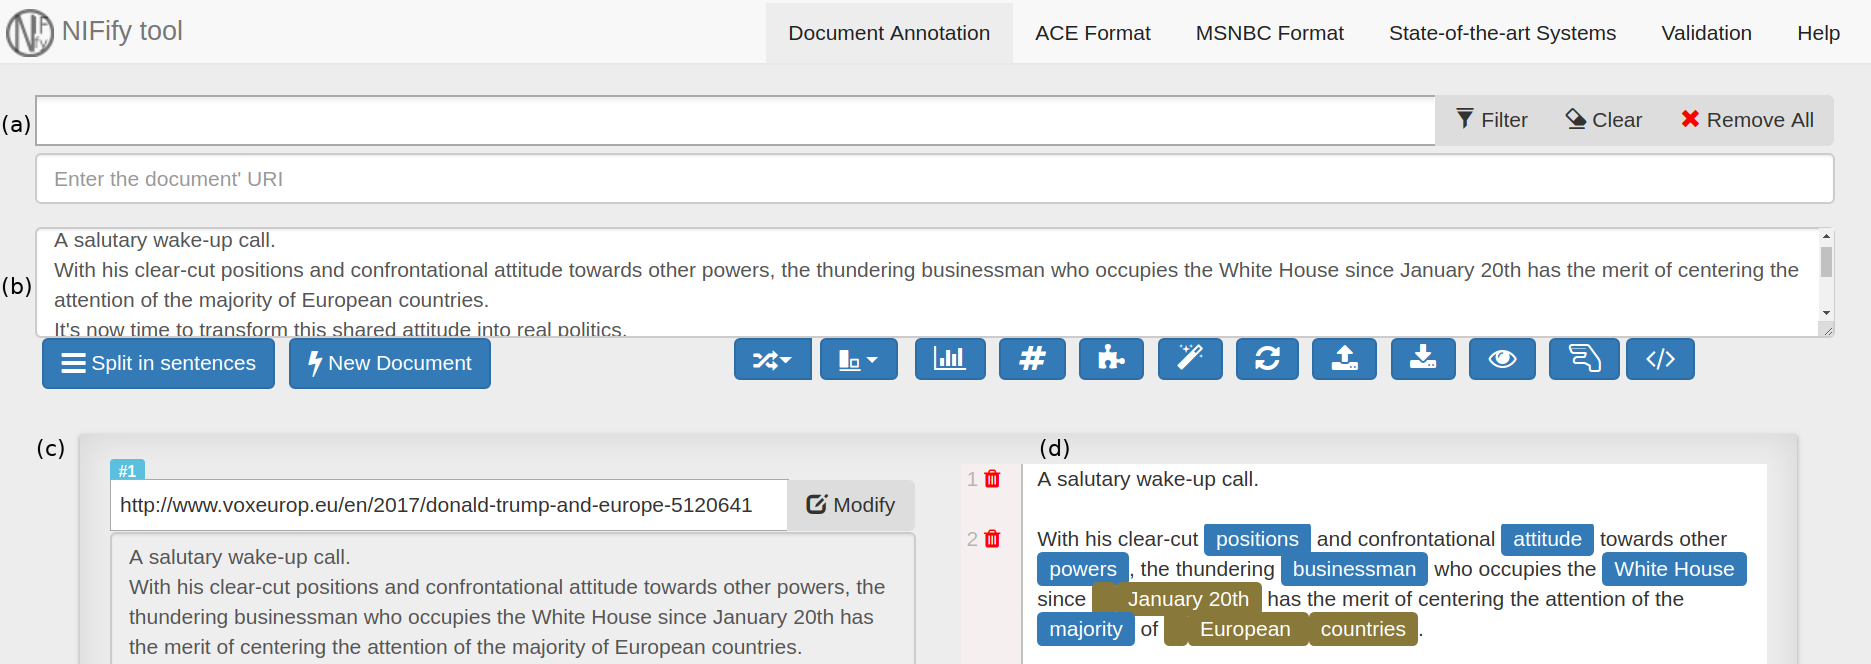 NIFify tool
Document Annotation ACE Format MSNBC Format State-of-the-art Systems Validation Help
(a)
Filter Clear Remove All
Enter the document' URI
(b)
A salutary wake-up call.
With his clear-cut positions and confrontational attitude towards other powers, the thundering businessman who occupies the White House since January 20th has the merit of centering the
attention of the majority of European countries.
It's now time to transform this shared attitude into real politics.
Split in sentences New Document
(c)
#1
http://www.voxeurop.eu/en/2017/donald-trump-and-europe-5120641 Modify
A salutary wake-up call.
With his clear-cut positions and confrontational attitude towards other powers, the
thundering businessman who occupies the White House since January 20th has
the merit of centering the attention of the majority of European countries.
(d)
1 A salutary wake-up call.
2 With his clear-cut positions and confrontational attitude towards other
powers , the thundering businessman who occupies the White House
since January 20th has the merit of centering the attention of the
majority of European countries .